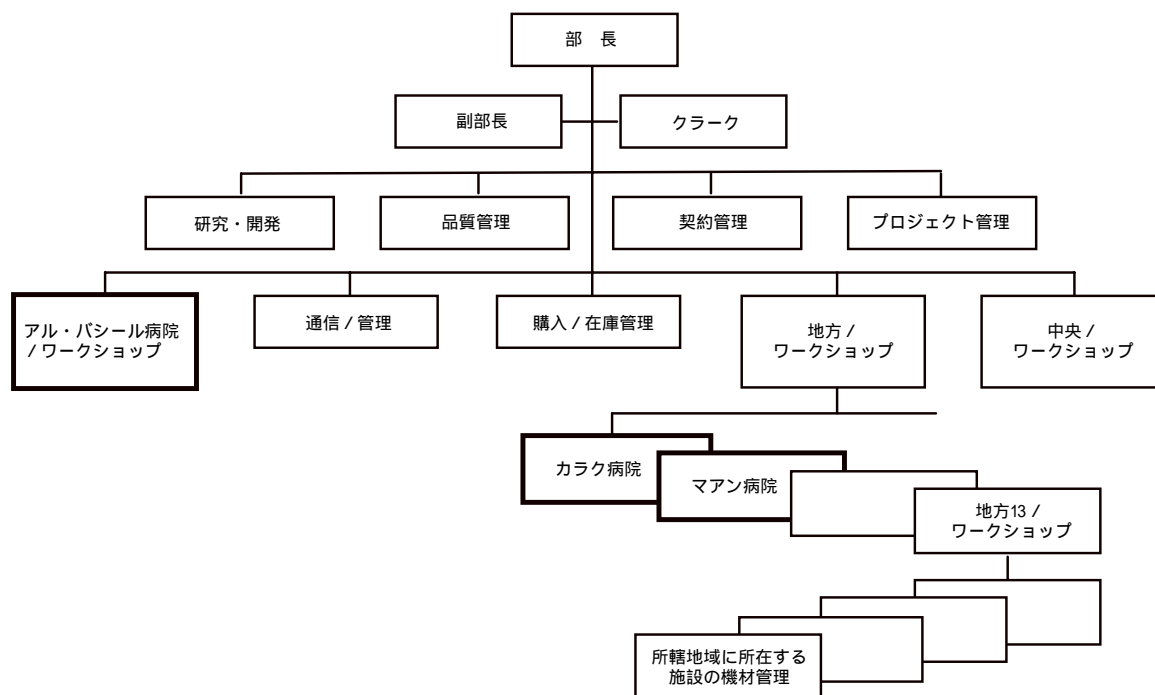 部　長
副部長
クラーク
研究・開発
品質管理
契約管理
プロジェクト管理
アル・バシール病院
/ ワークショップ
通信 / 管理
購入 / 在庫管理
地方 /
ワークショップ
中央 /
ワークショップ
カラク病院
マアン病院
地方13 /
ワークショップ
所轄地域に所在する
施設の機材管理